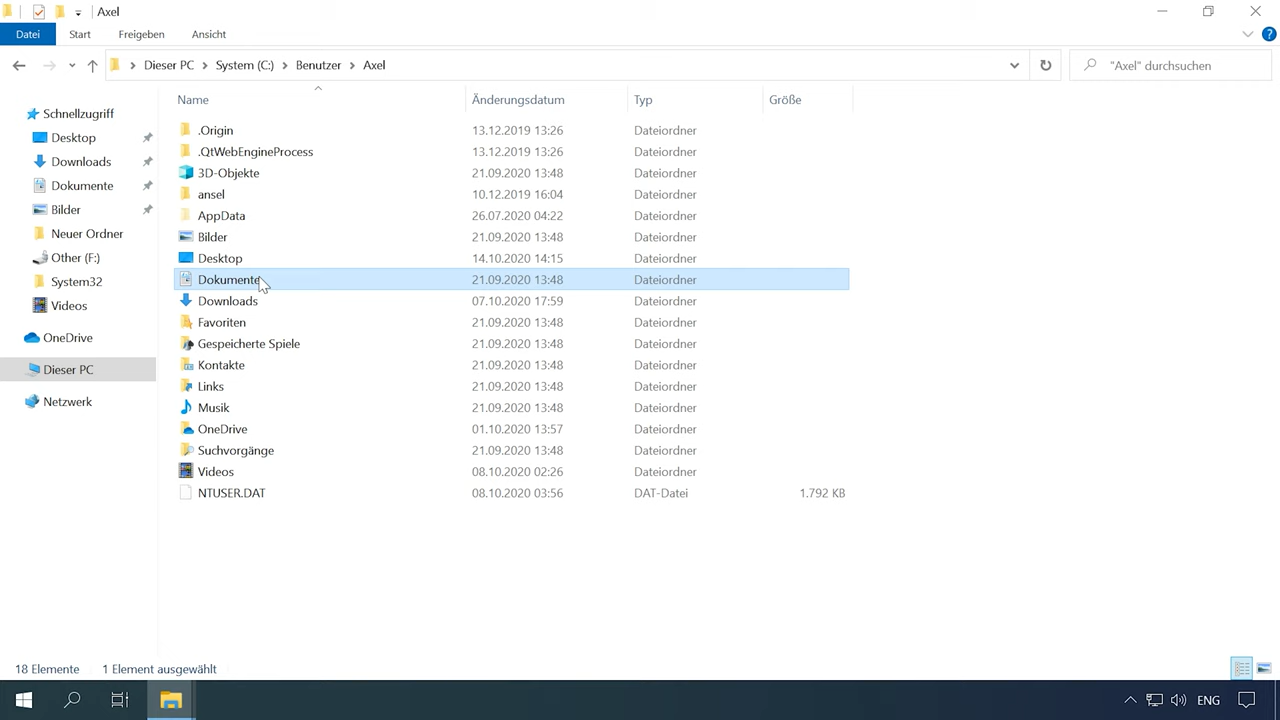 Axel
Datei Start Freigeben Ansicht
Dieser PC System (C:) Benutzer Axel "Axel" durchsuchen
Name Änderungsdatum Typ Größe
Schnellzugriff
Desktop
Downloads
Dokumente
Bilder
Neuer Ordner
Other (F:)
System32
Videos
OneDrive
Dieser PC
Netzwerk
.Origin 13.12.2019 13:26 Dateiordner
.QtWebEngineProcess 13.12.2019 13:26 Dateiordner
3D-Objekte 21.09.2020 13:48 Dateiordner
ansel 10.12.2019 16:04 Dateiordner
AppData 26.07.2020 04:22 Dateiordner
Bilder 21.09.2020 13:48 Dateiordner
Desktop 14.10.2020 14:15 Dateiordner
Dokumente 21.09.2020 13:48 Dateiordner
Downloads 07.10.2020 17:59 Dateiordner
Favoriten 21.09.2020 13:48 Dateiordner
Gespeicherte Spiele 21.09.2020 13:48 Dateiordner
Kontakte 21.09.2020 13:48 Dateiordner
Links 21.09.2020 13:48 Dateiordner
Musik 21.09.2020 13:48 Dateiordner
OneDrive 01.10.2020 13:57 Dateiordner
Suchvorgänge 21.09.2020 13:48 Dateiordner
Videos 08.10.2020 02:26 Dateiordner
NTUSER.DAT 08.10.2020 03:56 DAT-Datei 1.792 KB
18 Elemente 1 Element ausgewählt
ENG